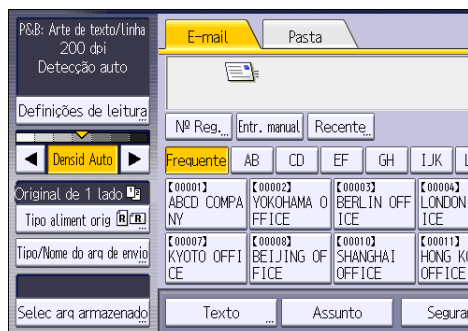 P&B: Arte de texto/linha
200 dpi
Detecção auto
Definições de leitura
Densid Auto
Original de 1 lado
Tipo aliment orig
Tipo/Nome do arq de envio
Selec arq armazenado
E-mail
Pasta
Nº Reg.
Entr. manual
Recente
Frequente
AB
CD
EF
GH
IJK
[00001]
ABCD COMPA
NY
[00002]
YOKOHAMA O
FFICE
[00003]
BERLIN OFF
ICE
[00004]
LONDON
ICE
[00007]
KYOTO OFFI
CE
[00008]
BEIJING OF
FICE
[00010]
SHANGHAI
OFFICE
[00011]
HONG KO
OFFICE
Texto
Assunto
Segura